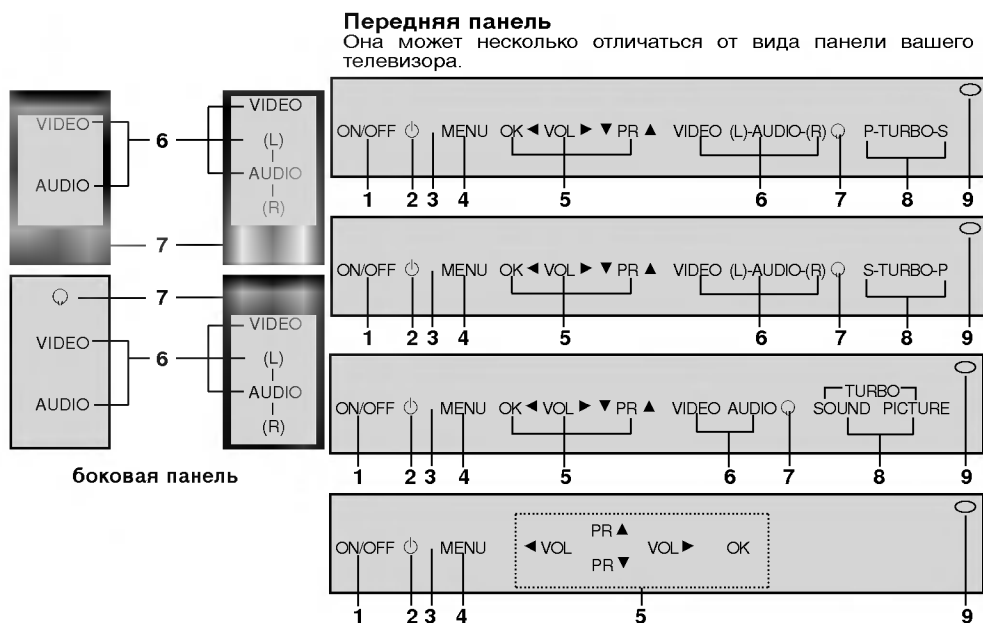 Передняя панель
Она может несколько отличаться от вида панели вашего
телевизора.
VIDEO
AUDIO
6
VIDEO
(L)
AUDIO
(R)
7
VIDEO
AUDIO
7
6
VIDEO
(L)
AUDIO
(R)
боковая панель
ON/OFF MENU OK ◄ VOL ► ▼ PR ▲ VIDEO (L)-AUDIO-(R) P-TURBO-S
1 2 3 4 5 6 7 8 9
ON/OFF MENU OK ◄ VOL ► ▼ PR ▲ VIDEO (L)-AUDIO-(R) S-TURBO-P
1 2 3 4 5 6 7 8 9
TURBO
ON/OFF MENU OK ◄ VOL ► ▼ PR ▲ VIDEO AUDIO SOUND PICTURE
1 2 3 4 5 6 7 8 9
PR ▲
ON/OFF MENU ◄ VOL VOL ► OK
PR ▼
1 2 3 4 5 9